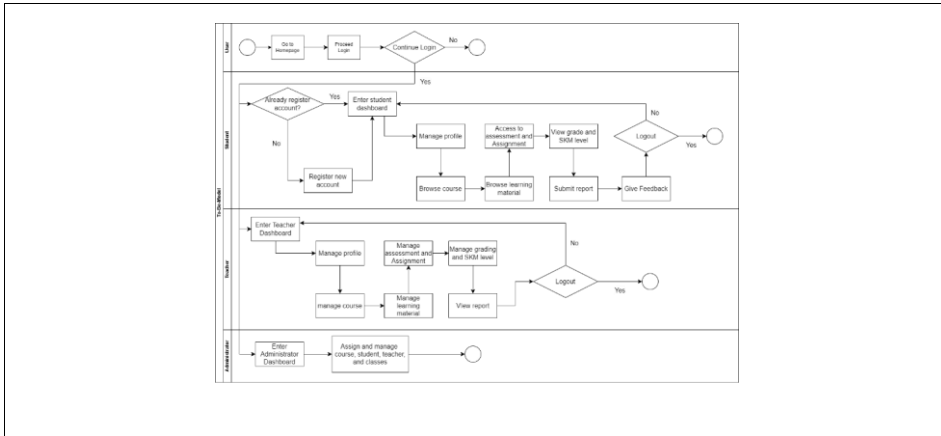 To-Be-Model
User
Go to
Homepage
Proceed
Login
Continue Login
No
Yes
Student
Already register
account?
Yes
No
Enter student
dashboard
Register new
account
Manage profile
Browse course
Access to
assessment and
Assignment
Browse learning
material
View grade and
SKM level
Submit report
Give Feedback
Logout
No
Yes
Teacher
Enter Teacher
Dashboard
Manage profile
manage course
Manage
assessment and
Assignment
Manage
learning
material
Manage grading
and SKM level
View report
Logout
No
Yes
Administrator
Enter
Administrator
Dashboard
Assign and manage
course, student, teacher,
and classes